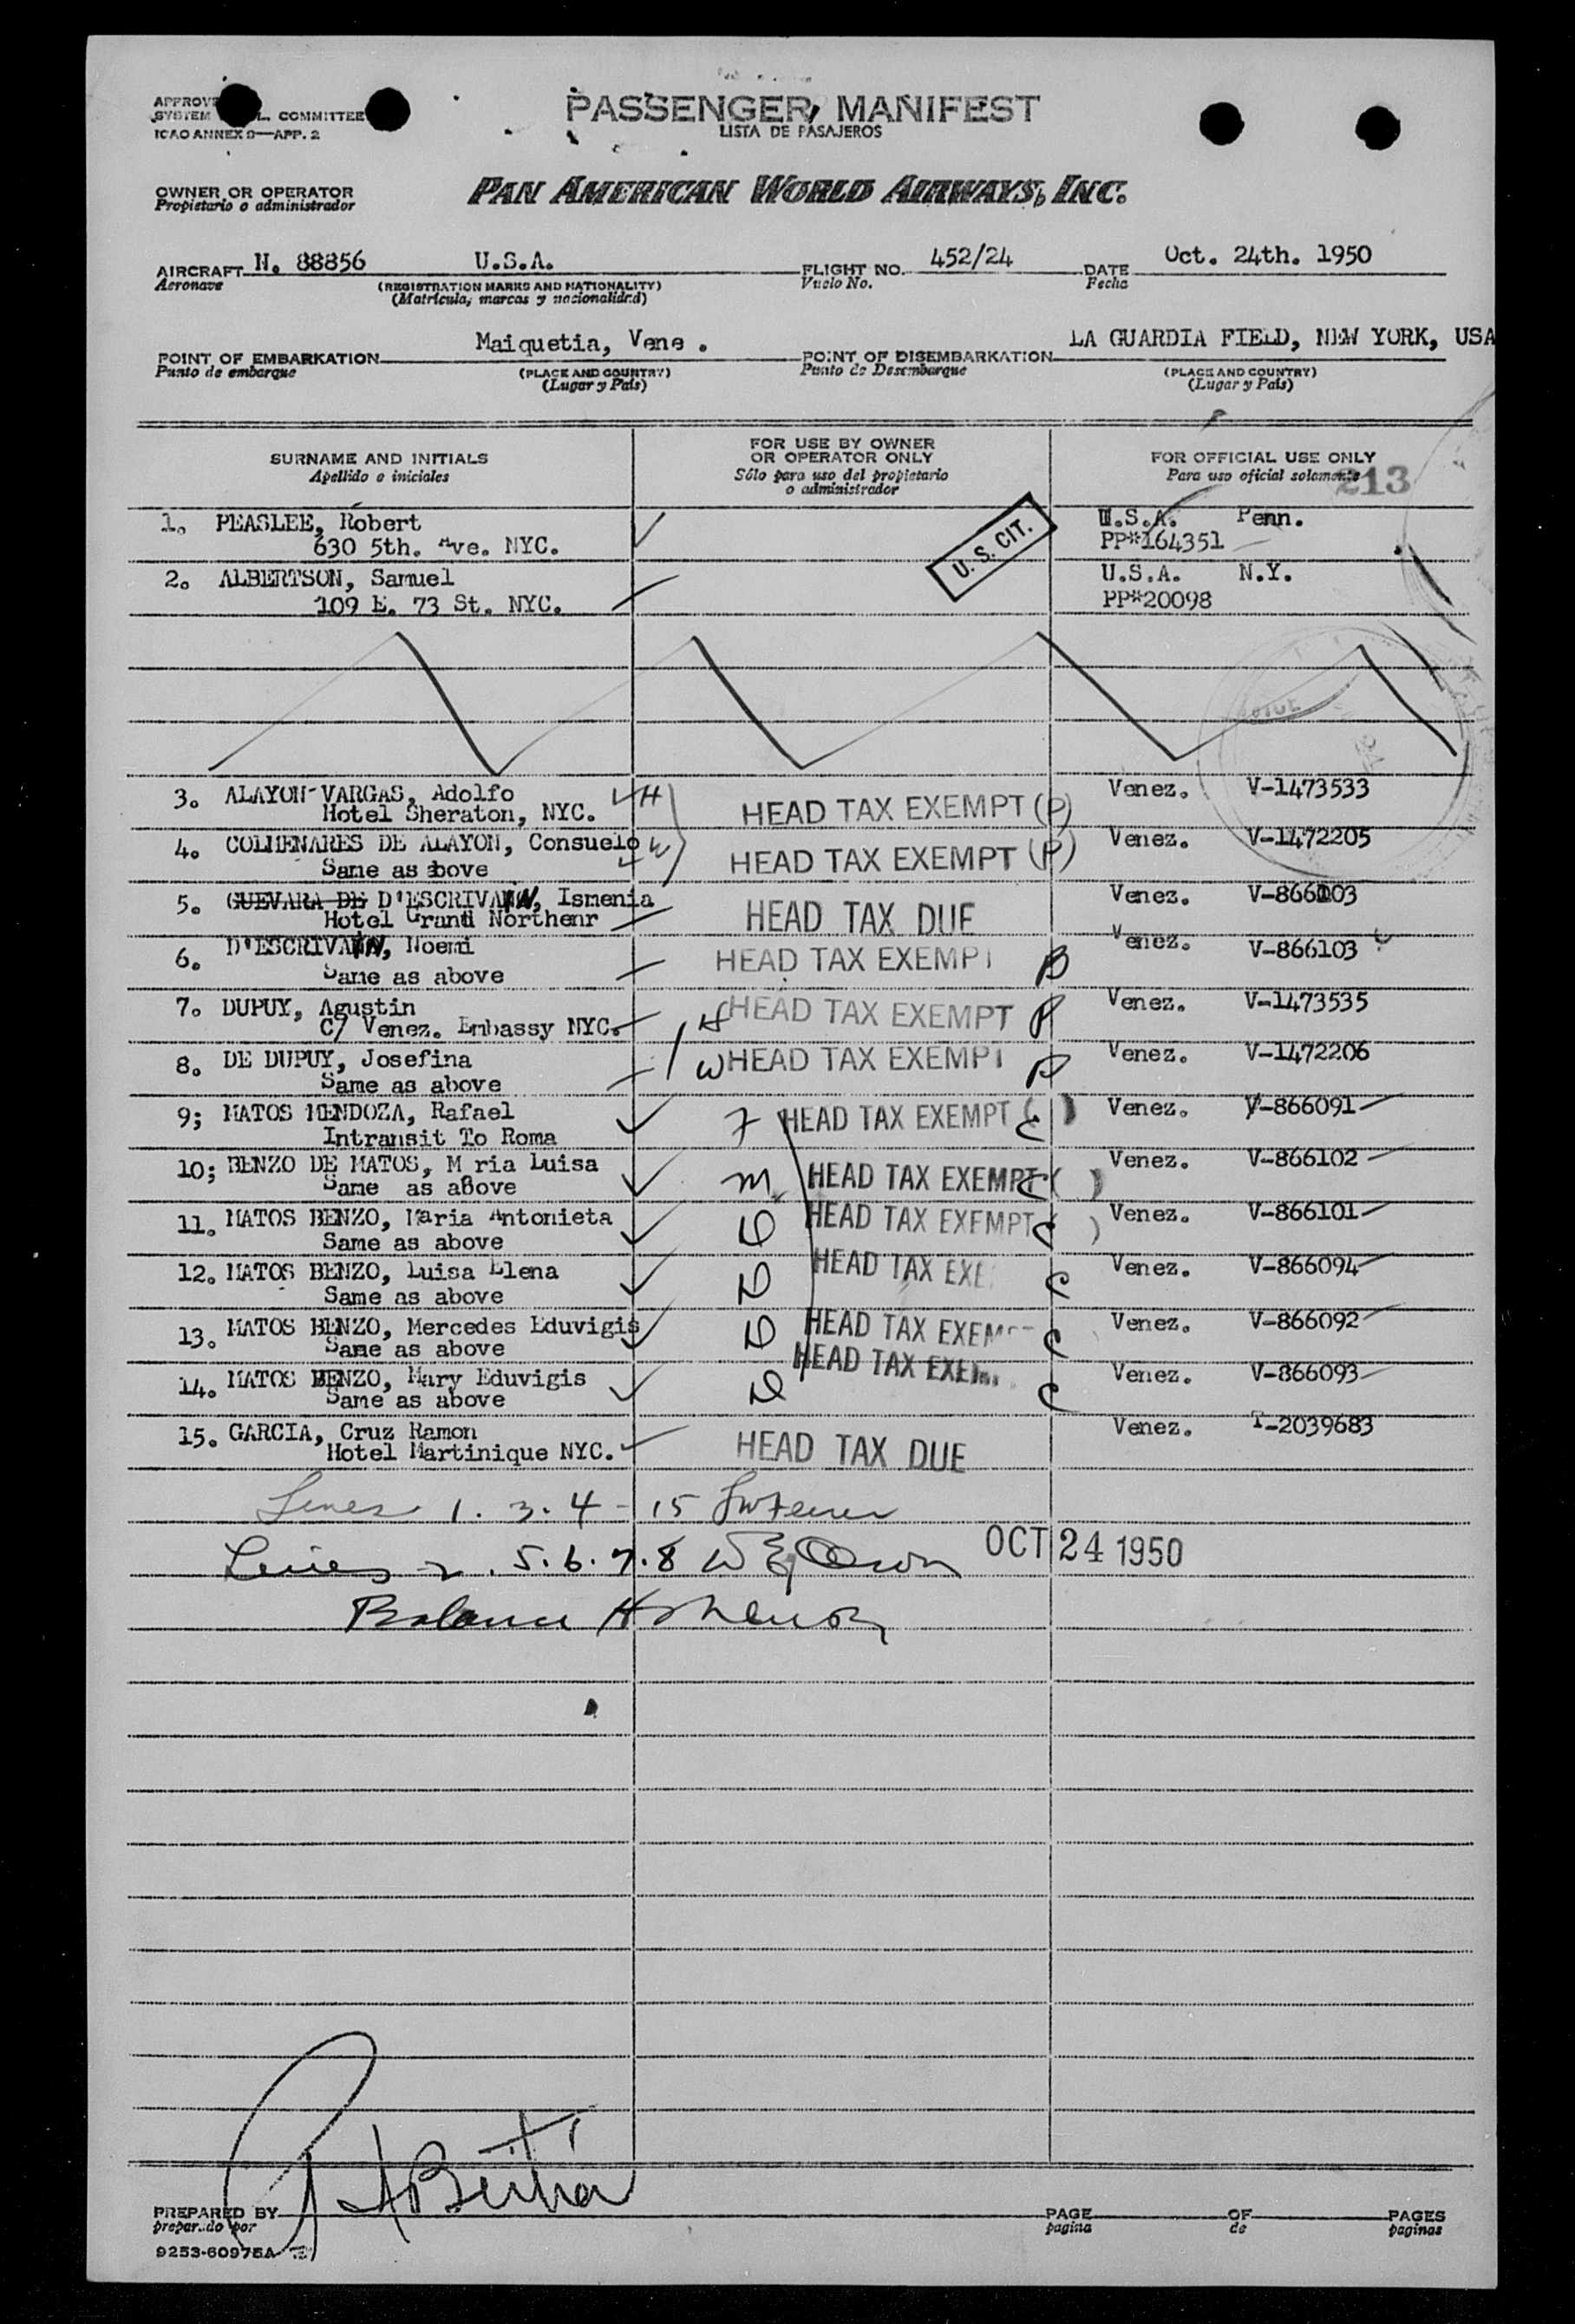 PASSENGER MANIFEST
LISTA DE PASAJEROS
COMMITTEE
ICAO ANNEX 9—APP. 2
OWNER OR OPERATOR
Propietario o administrador
PAN AMERICAN WORLD AIRWAYS, INC.
AIRCRAFT N. 88856 U.S.A. FLIGHT NO. 452/24 DATE Oct. 24th. 1950
Aeronave (REGISTRATION MARKS AND NATIONALITY) Vuelo No. Fecha
(Matrícula, marcas y nacionalidad)
POINT OF EMBARKATION Maiquetia, Vene . POINT OF DISEMBARKATION LA GUARDIA FIELD, NEW YORK, USA
Punto de embarque (PLACE AND COUNTRY) Punto de Desembarque (PLACE AND COUNTRY)
(Lugar y País) (Lugar y País)
SURNAME AND INITIALS FOR USE BY OWNER OR OPERATOR ONLY FOR OFFICIAL USE ONLY
Apellido e iniciales Sólo para uso del propietario o administrador Para uso oficial solamente
213
1. PEASLEE, Robert U.S.A. Penn.
630 5th. Ave. NYC. PP#164351
U. S. CIT.
2. ALBERTSON, Samuel U.S.A. N.Y.
109 E. 73 St. NYC. PP#20098
3. ALAYON-VARGAS, Adolfo H Venez. V-1473533
Hotel Sheraton, NYC. HEAD TAX EXEMPT (P)
4. COLMENARES DE ALAYON, Consuelo W Venez. V-1472205
Same as above HEAD TAX EXEMPT (P)
5. GUEVARA DE D'ESCRIVAN, Ismenia Venez. V-866103
Hotel Grand Northenr HEAD TAX DUE
6. D'ESCRIVAN, Noemi Venez. V-866103
Same as above HEAD TAX EXEMPT
7. DUPUY, Agustin Venez. V-1473535
C/ Venez. Embassy NYC. H HEAD TAX EXEMPT P
8. DE DUPUY, Josefina Venez. V-1472206
Same as above W HEAD TAX EXEMPT P
9; MATOS MENDOZA, Rafael Venez. V-866091
Intransit To Roma F HEAD TAX EXEMPT C
10; BENZO DE MATOS, M ria Luisa Venez. V-866102
Same as above M HEAD TAX EXEMPT C
11. MATOS BENZO, Maria Antonieta Venez. V-866101
Same as above D HEAD TAX EXEMPT C
12. MATOS BENZO, Luisa Elena Venez. V-866094
Same as above D HEAD TAX EXE C
13. MATOS BENZO, Mercedes Eduvigis Venez. V-866092
Same as above D HEAD TAX EXEM C
14. MATOS BENZO, Mary Eduvigis Venez. V-866093
Same as above D HEAD TAX EXEM C
15. GARCIA, Cruz Ramon Venez. T-2039683
Hotel Martinique NYC. HEAD TAX DUE
Lines 1. 3. 4 - 15
Lines 2. 5. 6. 7. 8 OCT 24 1950
Balance
PREPARED BY PAGE OF PAGES
preparado por página de páginas
9253-60975A